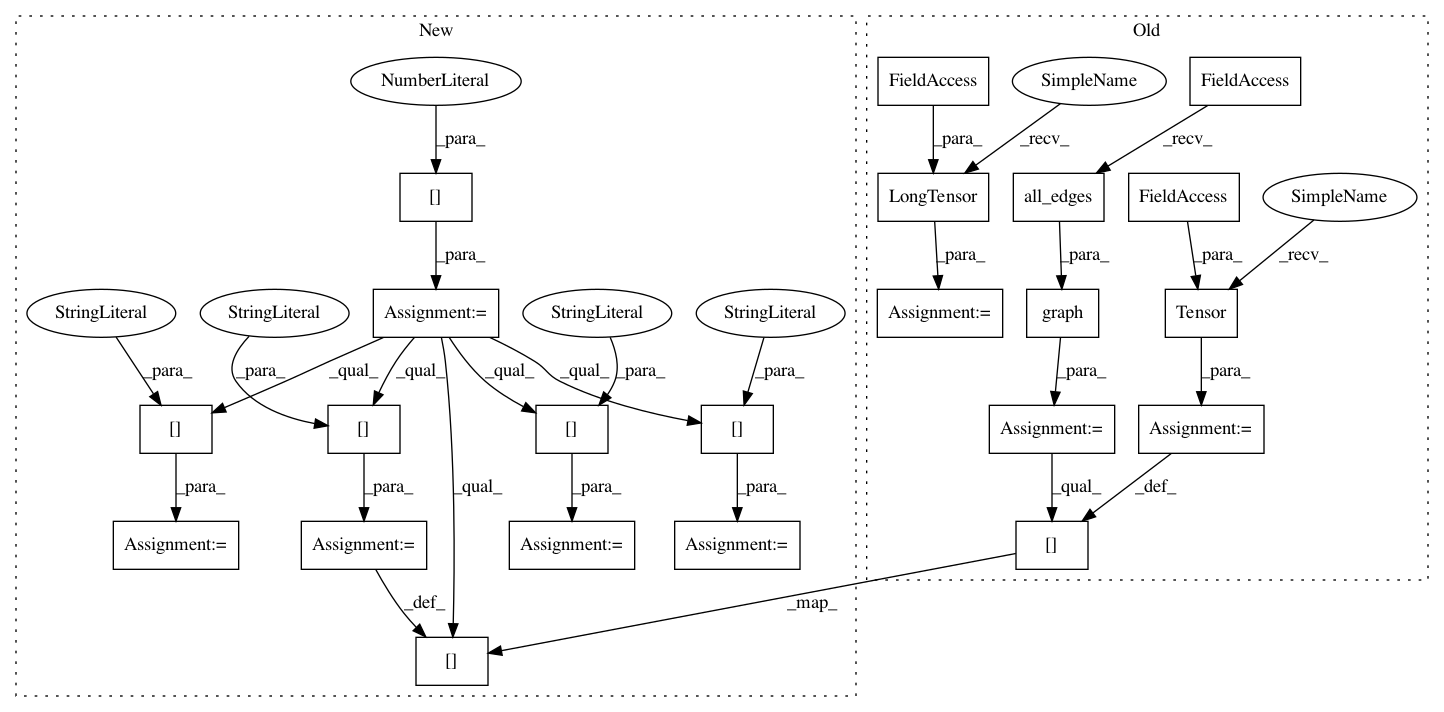 New
Old
NumberLiteral
FieldAccess
SimpleName
FieldAccess
_para_
_para_
_recv_
_recv_
[]
LongTensor
all_edges
FieldAccess
SimpleName
_para_
_para_
_para_
_para_
_recv_
StringLiteral
StringLiteral
Assignment:=
StringLiteral
StringLiteral
Assignment:=
graph
Tensor
_para_
_para_
_qual_
_qual_
_qual_
_qual_
_para_
_para_
_para_
_para_
[]
[]
[]
[]
Assignment:=
Assignment:=
_para_
_para_
_qual_
_para_
_para_
_qual_
_def_
Assignment:=
Assignment:=
Assignment:=
Assignment:=
[]
_def_
_map_
[]